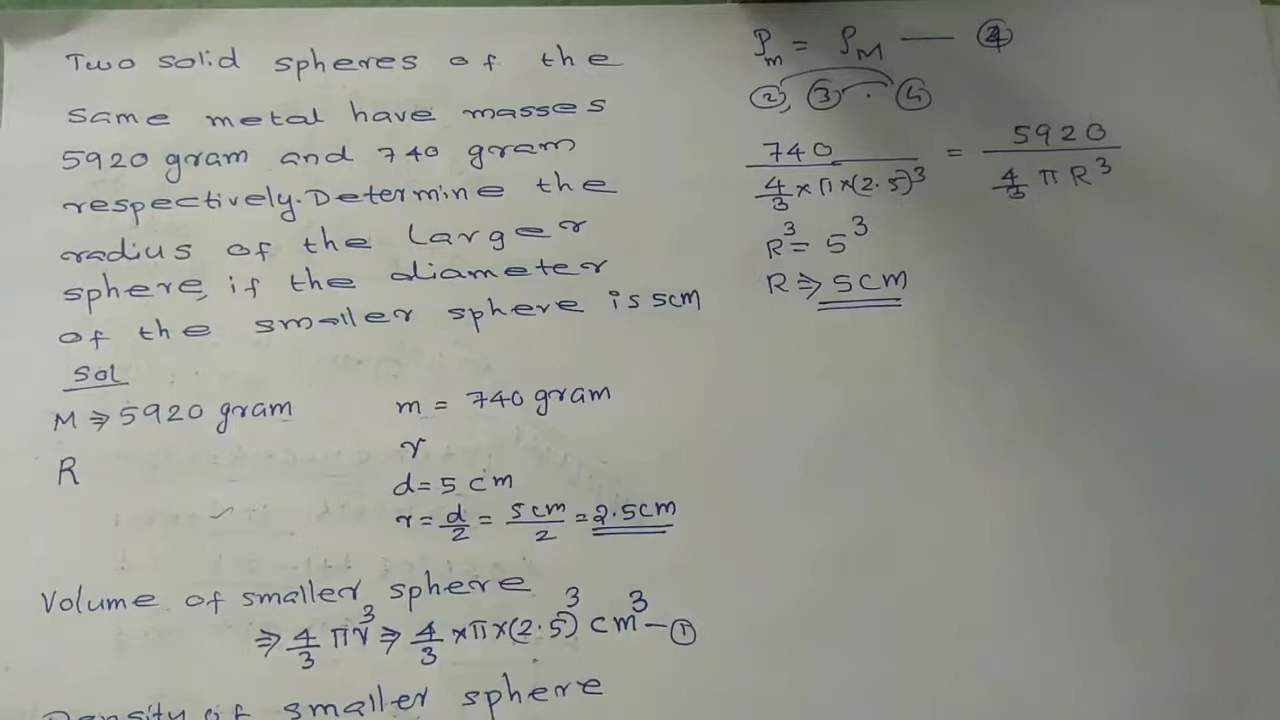 Two solid spheres of the
same metal have masses
5920 gram and 740 gram
respectively. Determine the
radius of the larger
sphere, if the diameter
of the smaller sphere is 5cm
Sol
M ⇒ 5920 gram
R
m = 740 gram
r
d = 5 cm
r = d/2 = 5cm/2 = 2.5cm
Volume of smaller sphere
⇒ 4/3 πr³ ⇒ 4/3 × π × (2.5)³ cm³ — ①
Density of smaller sphere
ρm = ρM — ④
②, ③ . ④
740 / (4/3 × π × (2.5)³) = 5920 / (4/3 π R³)
R³ = 5³
R ⇒ 5cm